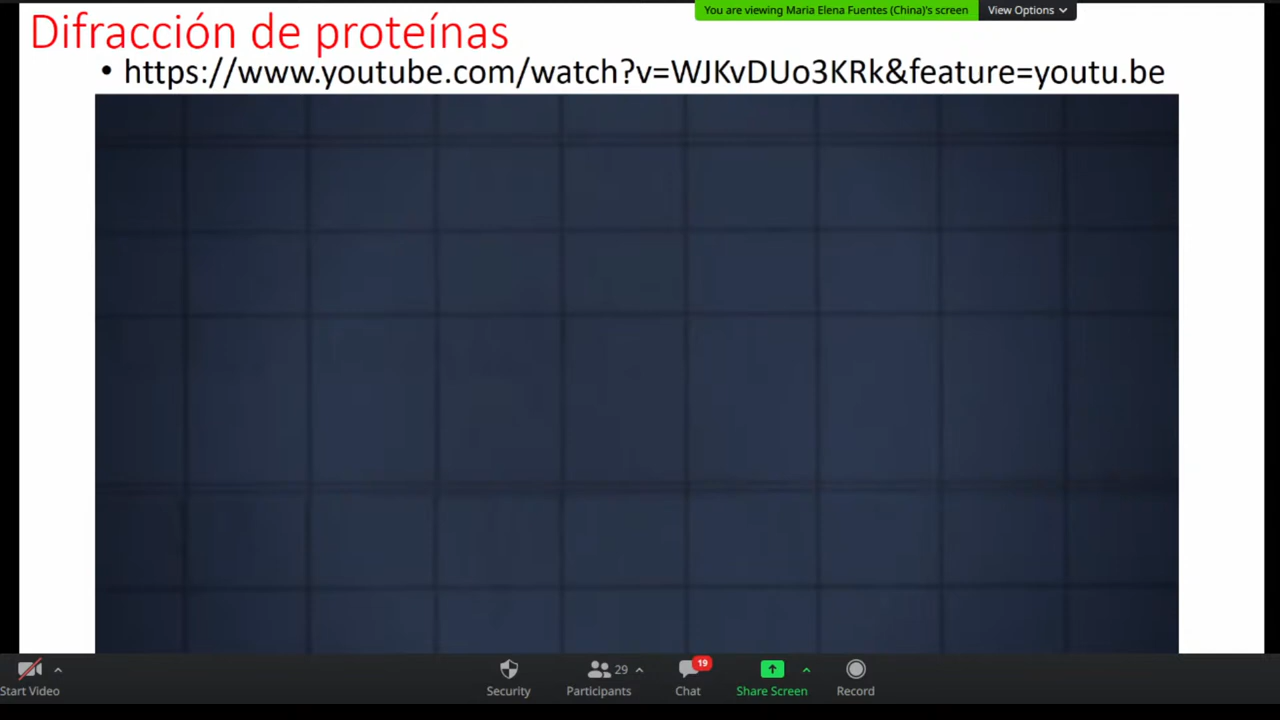 You are viewing Maria Elena Fuentes (China)'s screen
View Options
Difracción de proteínas
• https://www.youtube.com/watch?v=WJKvDUo3KRk&feature=youtu.be
Start Video
Security
29
Participants
19
Chat
Share Screen
Record